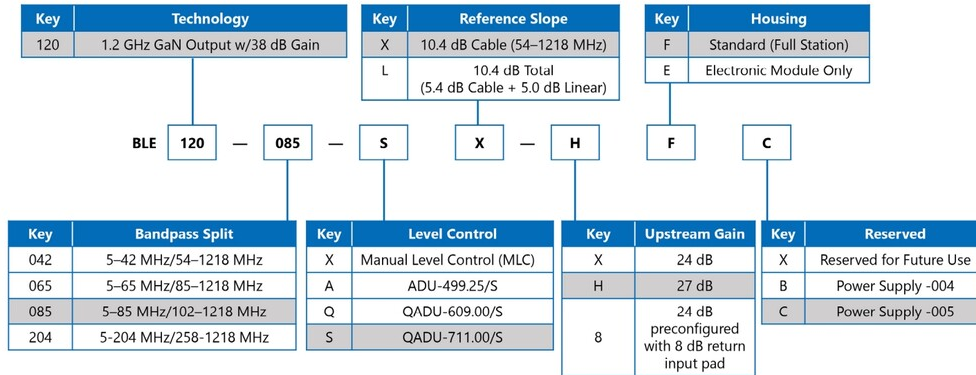 Key Technology
120 1.2 GHz GaN Output w/38 dB Gain
Key Reference Slope
X 10.4 dB Cable (54–1218 MHz)
L 10.4 dB Total
(5.4 dB Cable + 5.0 dB Linear)
Key Housing
F Standard (Full Station)
E Electronic Module Only
BLE 120 — 085 — S X — H F C
Key Bandpass Split
042 5–42 MHz/54–1218 MHz
065 5–65 MHz/85–1218 MHz
085 5–85 MHz/102–1218 MHz
204 5-204 MHz/258-1218 MHz
Key Level Control
X Manual Level Control (MLC)
A ADU-499.25/S
Q QADU-609.00/S
S QADU-711.00/S
Key Upstream Gain
X 24 dB
H 27 dB
8 24 dB
preconfigured
with 8 dB return
input pad
Key Reserved
X Reserved for Future Use
B Power Supply -004
C Power Supply -005